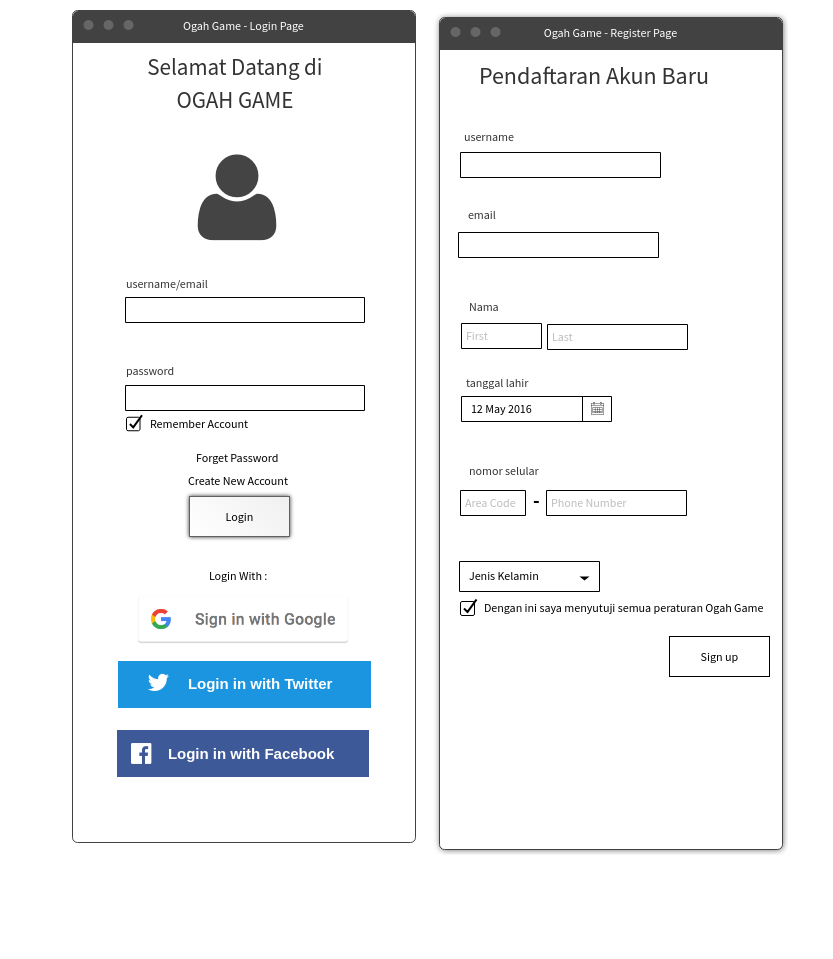 Ogah Game - Login Page
Selamat Datang di
OGAH GAME
username/email
password
Remember Account
Forget Password
Create New Account
Login
Login With :
Sign in with Google
Login in with Twitter
Login in with Facebook
Ogah Game - Register Page
Pendaftaran Akun Baru
username
email
Nama
First Last
tanggal lahir
12 May 2016
nomor selular
Area Code - Phone Number
Jenis Kelamin
Dengan ini saya menyutuji semua peraturan Ogah Game
Sign up